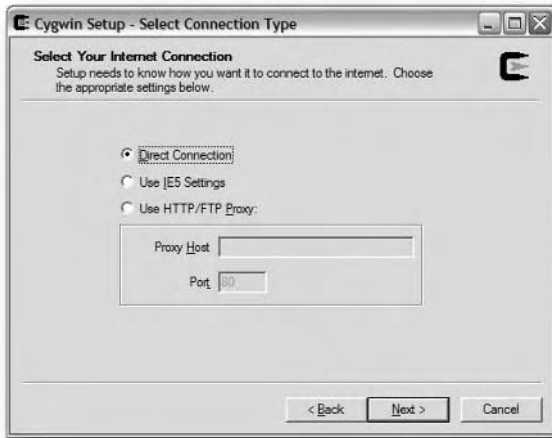 Cygwin Setup - Select Connection Type
Select Your Internet Connection
Setup needs to know how you want it to connect to the internet. Choose
the appropriate settings below.
Direct Connection
Use IE5 Settings
Use HTTP/FTP Proxy:
Proxy Host
Port 80
< Back Next > Cancel